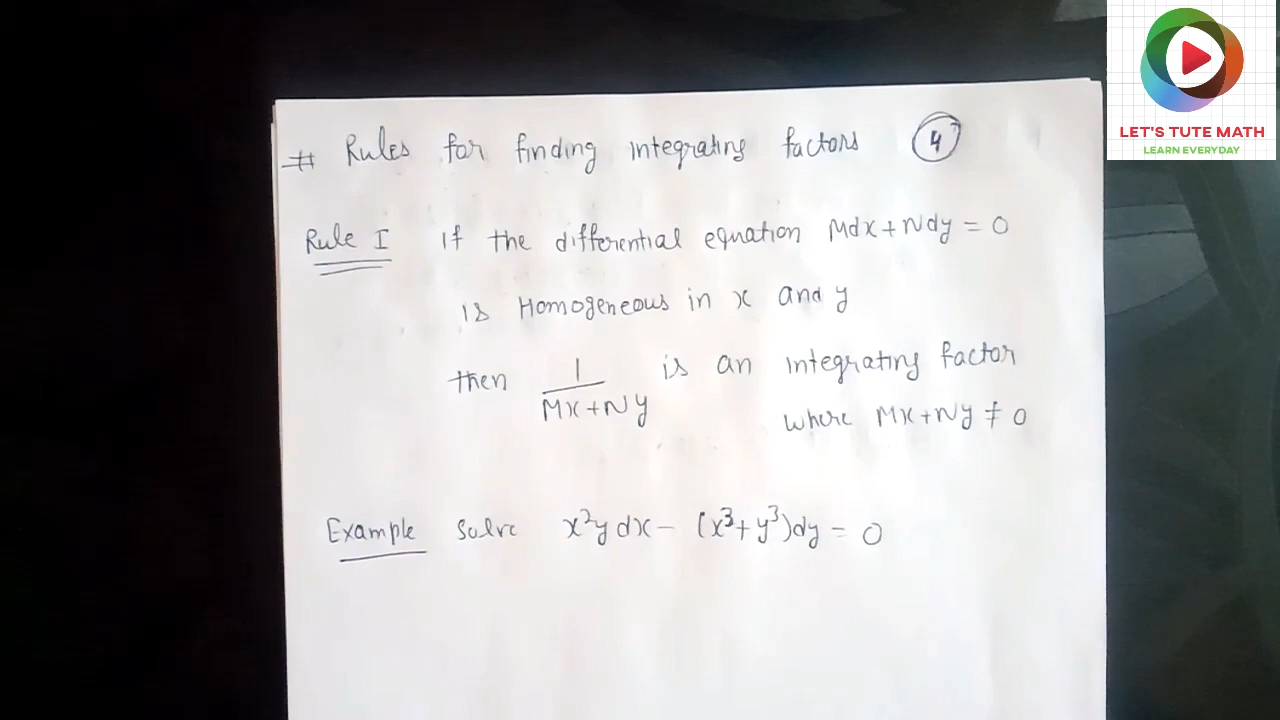 # Rules for finding integrating factors 4
Rule I If the differential equation Mdx+Ndy = 0
is Homogeneous in x and y
then 1/(Mx+Ny) is an integrating factor
where Mx+Ny ≠ 0
Example Solve x²y dx - (x³+y³)dy = 0
LET'S TUTE MATH
LEARN EVERYDAY